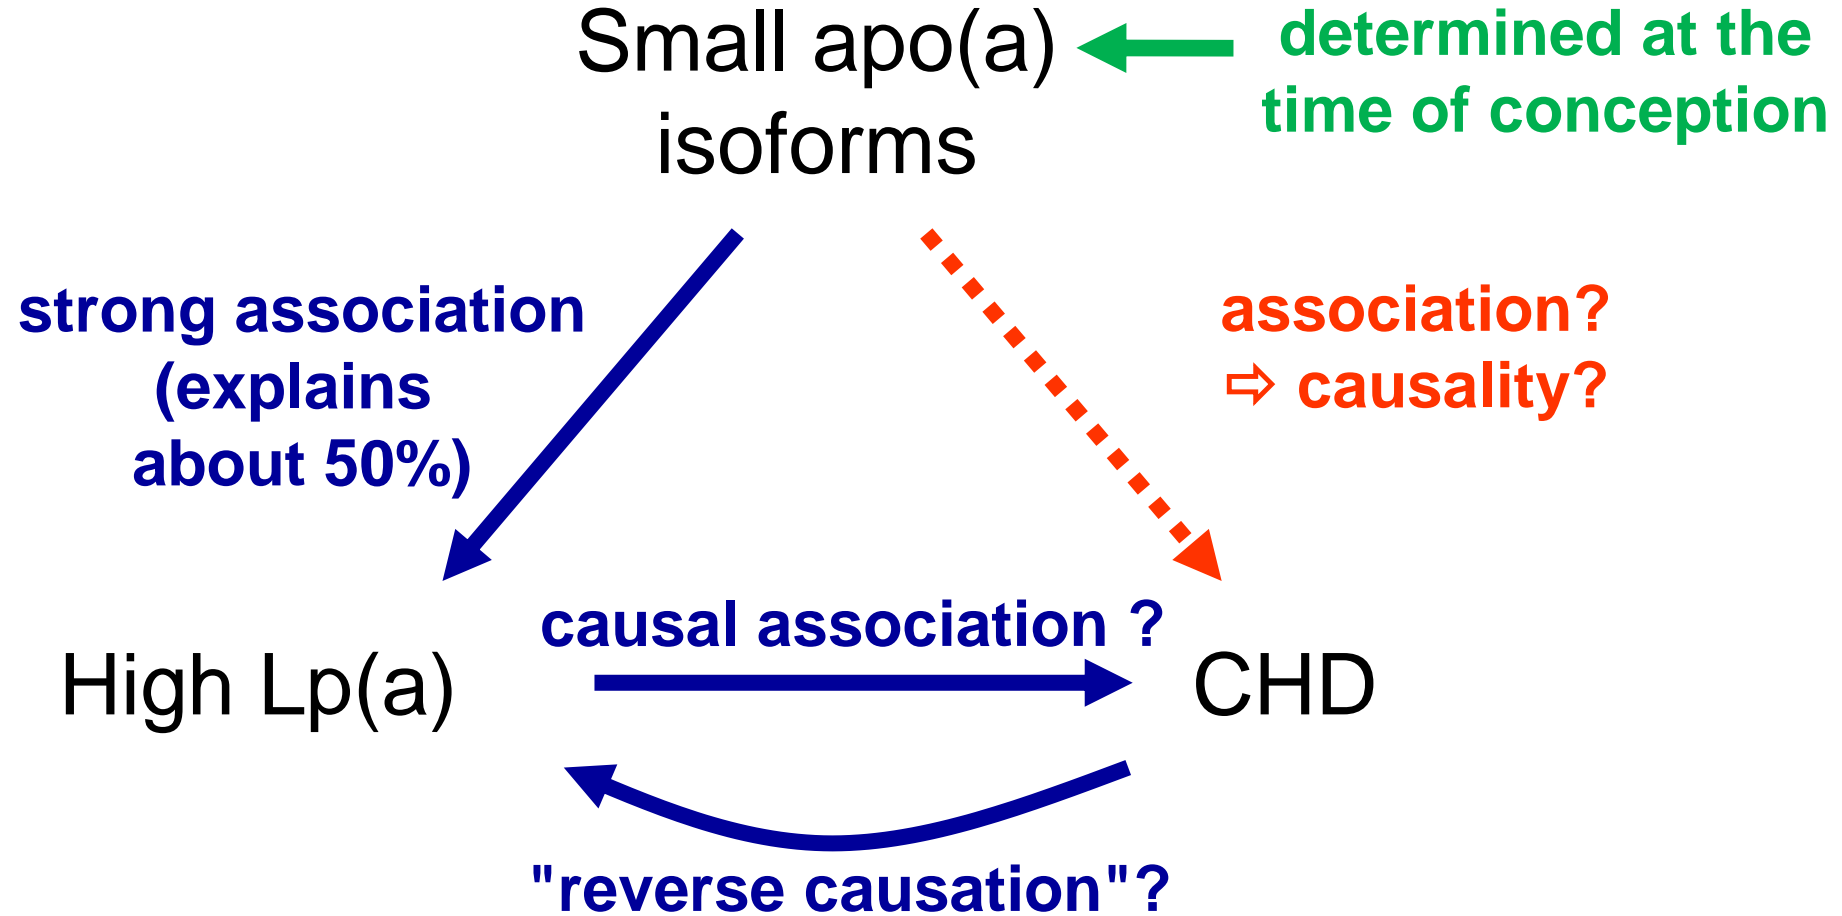 Small apo(a)
isoforms
determined at the
time of conception
strong association
(explains
about 50%)
association?
⇨ causality?
causal association ?
High Lp(a)
CHD
"reverse causation"?